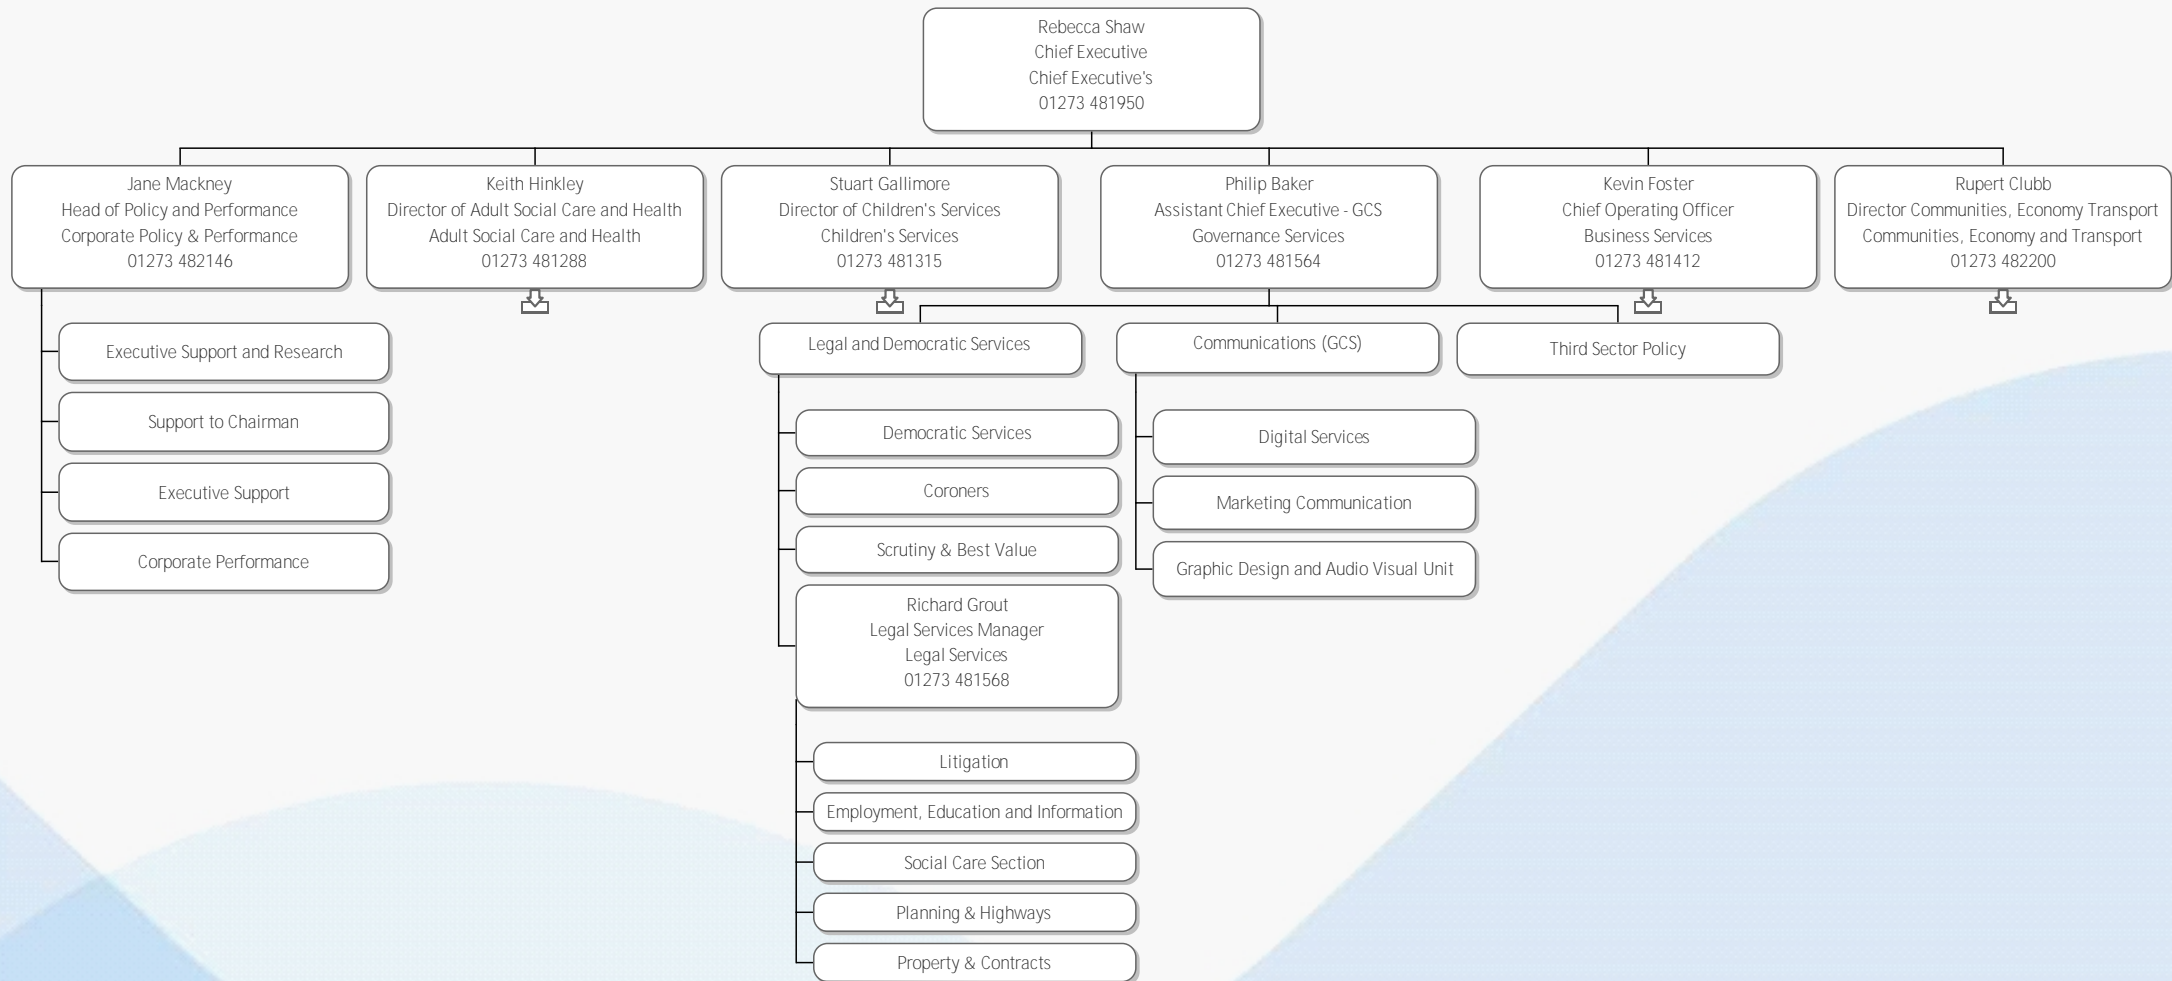 Rebecca Shaw
Chief Executive
Chief Executive's
01273 481950
Jane Mackney
Head of Policy and Performance
Corporate Policy & Performance
01273 482146
Keith Hinkley
Director of Adult Social Care and Health
Adult Social Care and Health
01273 481288
Stuart Gallimore
Director of Children's Services
Children's Services
01273 481315
Philip Baker
Assistant Chief Executive - GCS
Governance Services
01273 481564
Kevin Foster
Chief Operating Officer
Business Services
01273 481412
Rupert Clubb
Director Communities, Economy Transport
Communities, Economy and Transport
01273 482200
Executive Support and Research
Support to Chairman
Executive Support
Corporate Performance
Legal and Democratic Services
Democratic Services
Coroners
Scrutiny & Best Value
Richard Grout
Legal Services Manager
Legal Services
01273 481568
Litigation
Employment, Education and Information
Social Care Section
Planning & Highways
Property & Contracts
Communications (GCS)
Digital Services
Marketing Communication
Graphic Design and Audio Visual Unit
Third Sector Policy